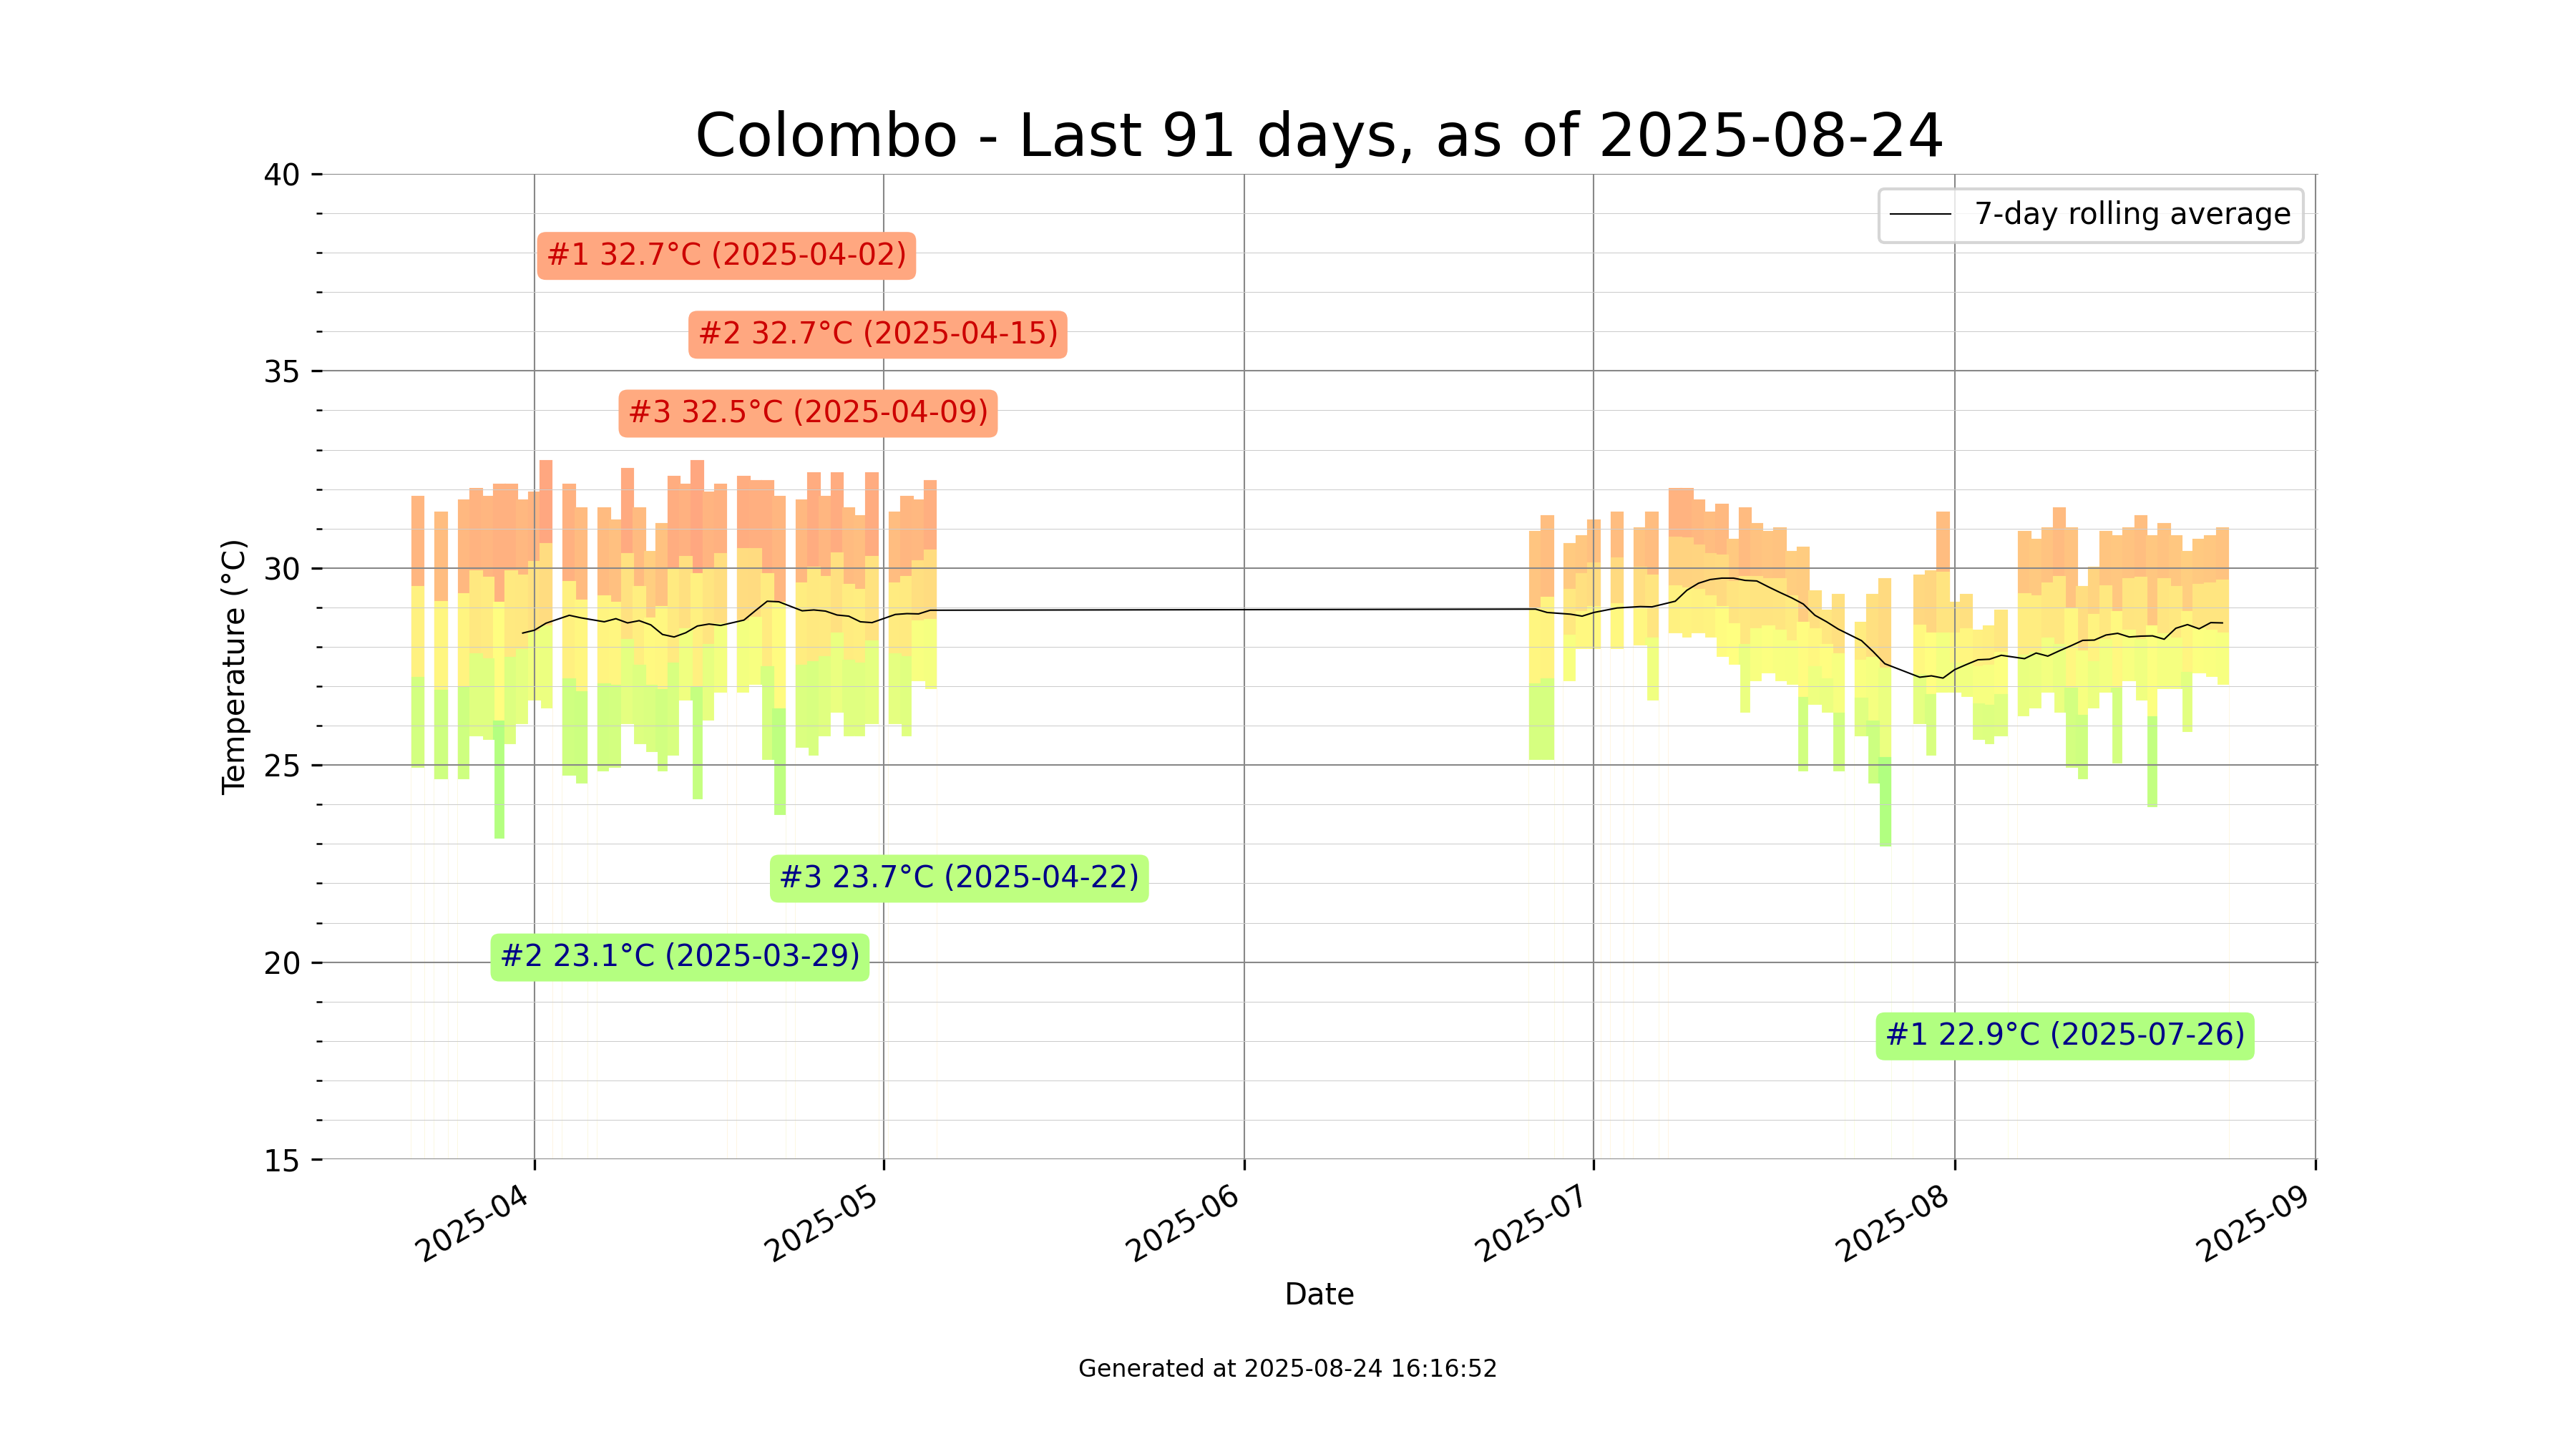 Colombo - Last 91 days, as of 2025-08-24
7-day rolling average
#1 32.7°C (2025-04-02)
#2 32.7°C (2025-04-15)
#3 32.5°C (2025-04-09)
#3 23.7°C (2025-04-22)
#2 23.1°C (2025-03-29)
#1 22.9°C (2025-07-26)
Temperature (°C)
40
35
30
25
20
15
2025-04
2025-05
2025-06
2025-07
2025-08
2025-09
Date
Generated at 2025-08-24 16:16:52